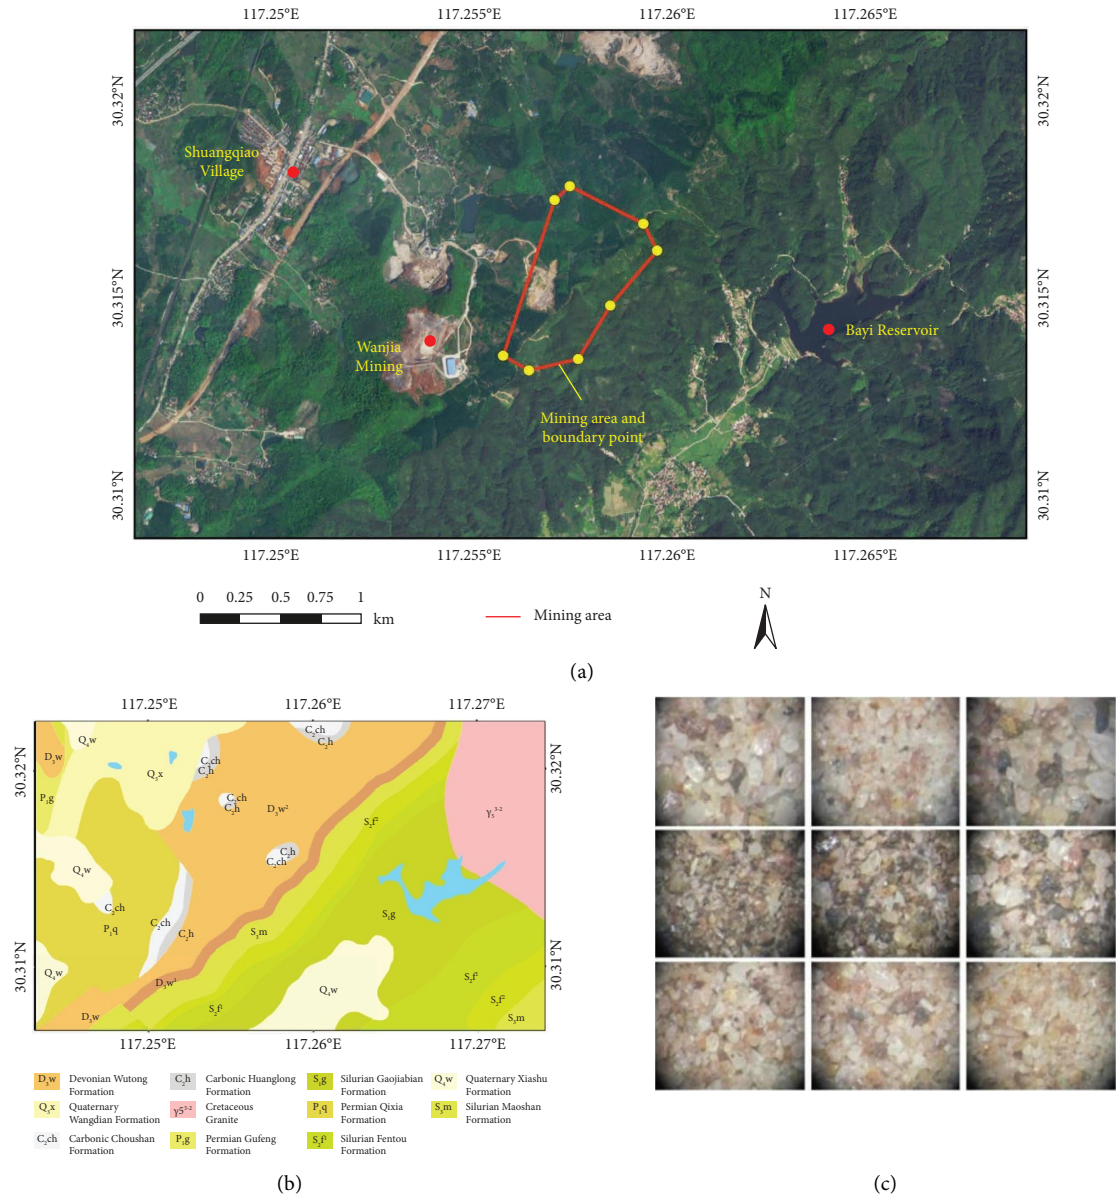 117.25°E 117.255°E 117.26°E 117.265°E
30.32°N 30.32°N
Shuangqiao
Village
30.315°N 30.315°N
Wanjia
Mining
Bayi Reservoir
Mining area and
boundary point
30.31°N 30.31°N
117.25°E 117.255°E 117.26°E 117.265°E
0 0.25 0.5 0.75 1
km
Mining area
N
(a)
117.25°E 117.26°E 117.27°E
30.32°N 30.32°N
30.31°N 30.31°N
Q₄w
D₃w
Q₃x
P₁g
C₂ch
C₂h
C₂ch
C₂h
C₂ch
C₂h
D₃w²
γ₅³⁻²
S₂f²
C₂h
C₂ch
Q₄w
C₂ch
P₁q
C₂ch
C₂h
S₁g
S₃m
Q₄w
D₃w¹
Q₄w
S₂f¹
D₃w
S₂f¹
S₂f²
S₃m
117.25°E 117.26°E 117.27°E
D₃w Devonian Wutong
Formation
C₂h Carbonic Huanglong
Formation
S₁g Silurian Gaojiabian
Formation
Q₄w Quaternary Xiashu
Formation
Q₃x Quaternary
Wangdian Formation
γ5³⁻² Cretaceous
Granite
P₁q Permian Qixia
Formation
S₃m Silurian Maoshan
Formation
C₂ch Carbonic Choushan
Formation
P₁g Permian Gufeng
Formation
S₂f³ Silurian Fentou
Formation
(b)
(c)